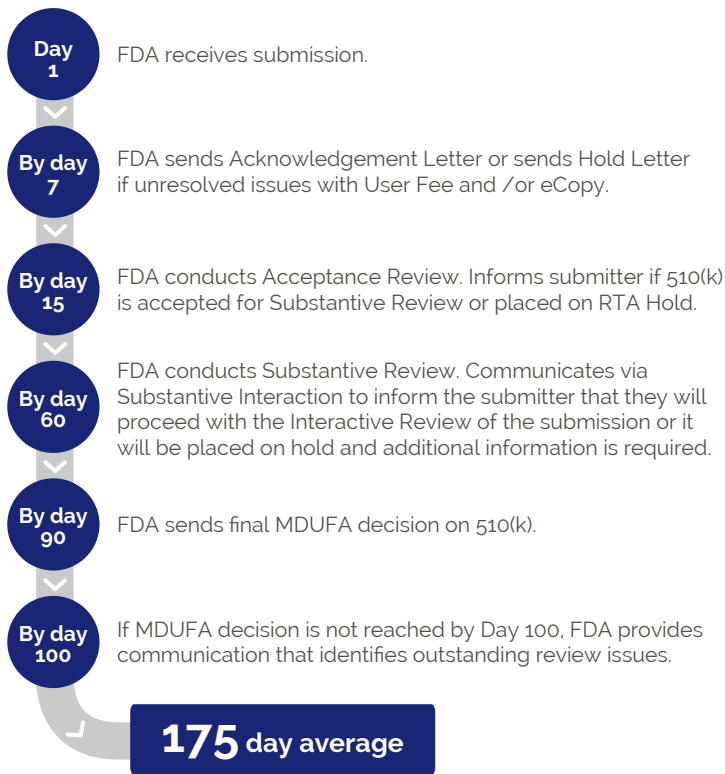 Day
1
FDA receives submission.
By day
7
FDA sends Acknowledgement Letter or sends Hold Letter
if unresolved issues with User Fee and /or eCopy.
By day
15
FDA conducts Acceptance Review. Informs submitter if 510(k)
is accepted for Substantive Review or placed on RTA Hold.
By day
60
FDA conducts Substantive Review. Communicates via
Substantive Interaction to inform the submitter that they will
proceed with the Interactive Review of the submission or it
will be placed on hold and additional information is required.
By day
90
FDA sends final MDUFA decision on 510(k).
By day
100
If MDUFA decision is not reached by Day 100, FDA provides
communication that identifies outstanding review issues.
175 day average